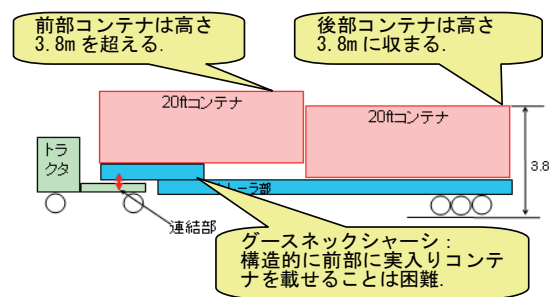 前部コンテナは高さ
3.8m を超える.
後部コンテナは高さ
3.8m に収まる.
20ftコンテナ
20ftコンテナ
トラ
クタ
3.8
トーラ部
連結部
グースネックシャーシ：
構造的に前部に実入りコンテ
ナを載せることは困難.